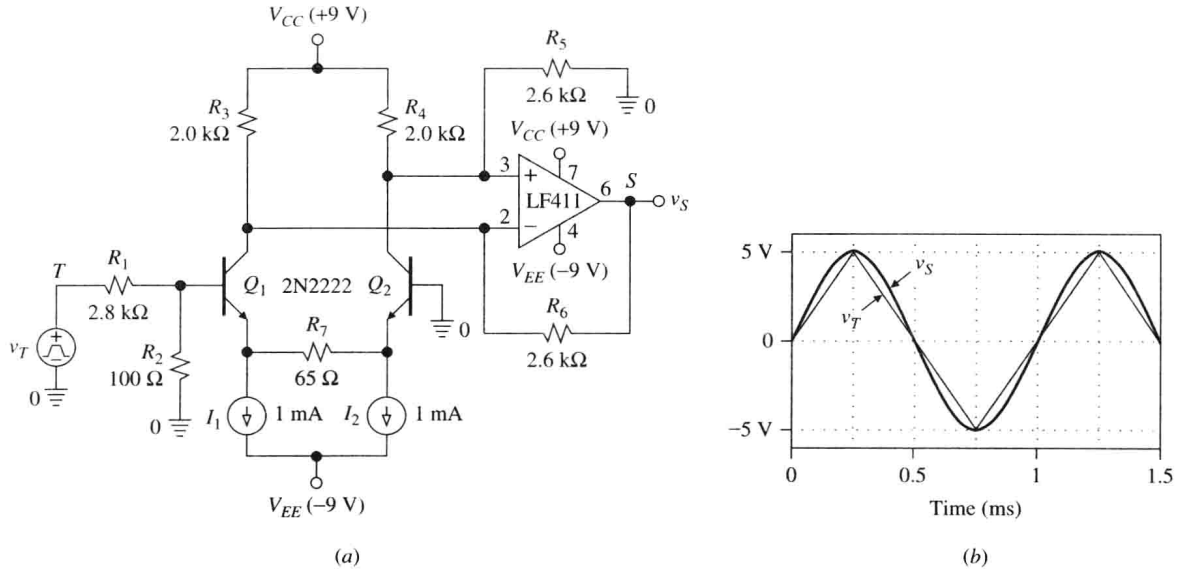 V_CC (+9 V)
R_5
2.6 kΩ
0
R_3
2.0 kΩ
R_4
2.0 kΩ
V_CC (+9 V)
3
+
7
LF411
6
S
v_S
2
−
4
V_EE (−9 V)
T
R_1
2.8 kΩ
Q_1
2N2222
Q_2
0
R_6
2.6 kΩ
v_T
+
R_2
100 Ω
R_7
65 Ω
0
0
I_1
1 mA
I_2
1 mA
V_EE (−9 V)
(a)
5 V
0
−5 V
v_S
v_T
0
0.5
1
1.5
Time (ms)
(b)